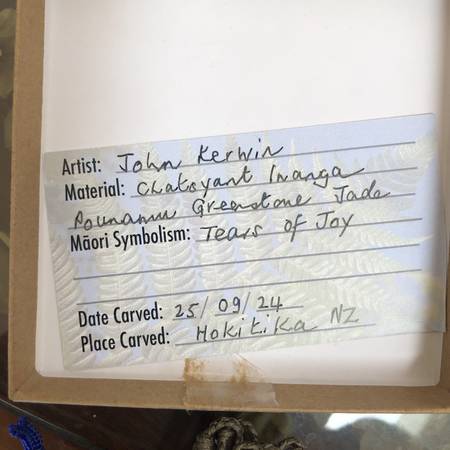 Artist: John Kerwin
Material: Chatoyant Inanga
Pounamu Greenstone Jade
Māori Symbolism: Tears of Joy
Date Carved: 25/09/24
Place Carved: Hokitika NZ